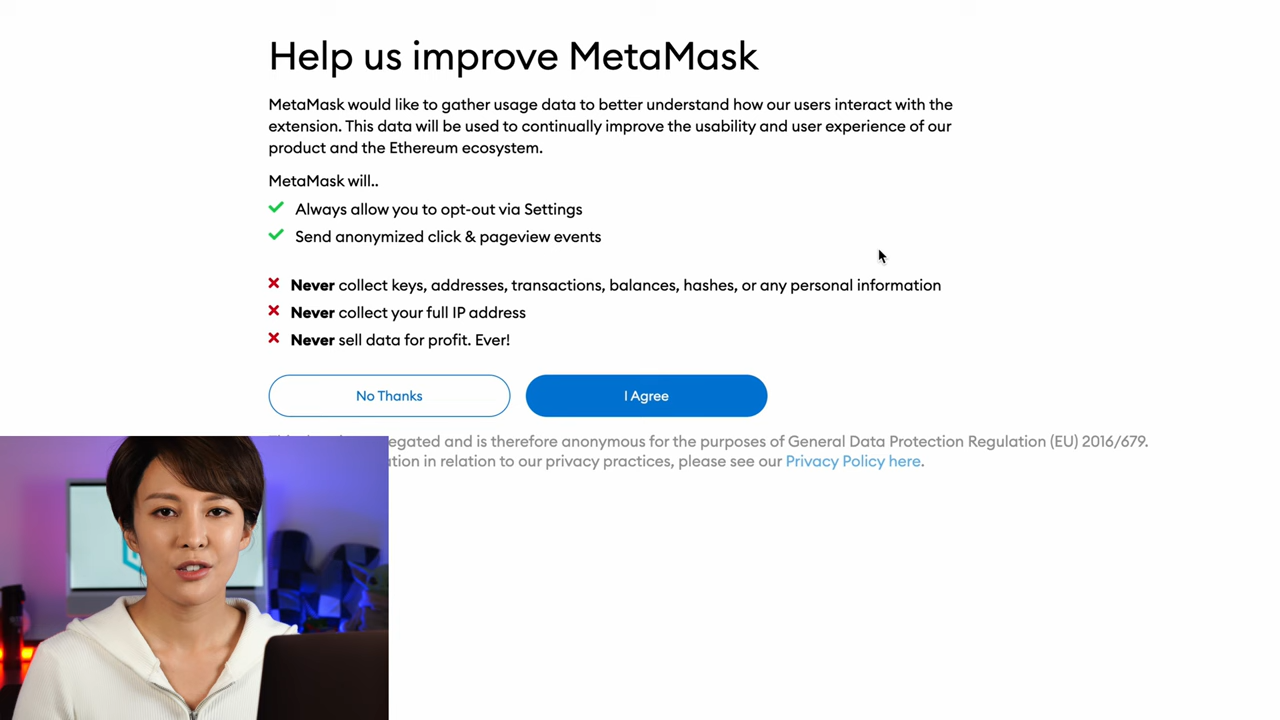 Help us improve MetaMask
MetaMask would like to gather usage data to better understand how our users interact with the
extension. This data will be used to continually improve the usability and user experience of our
product and the Ethereum ecosystem.
MetaMask will..
Always allow you to opt-out via Settings
Send anonymized click & pageview events
Never collect keys, addresses, transactions, balances, hashes, or any personal information
Never collect your full IP address
Never sell data for profit. Ever!
No Thanks
I Agree
and is therefore anonymous for the purposes of General Data Protection Regulation (EU) 2016/679.
in relation to our privacy practices, please see our Privacy Policy here.